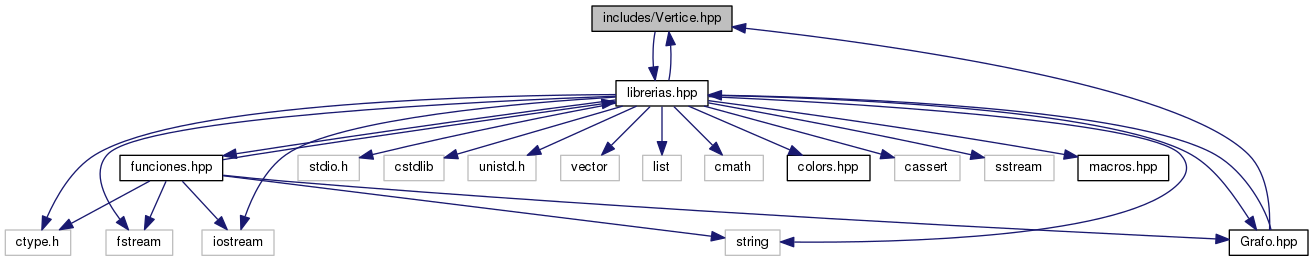 includes/Vertice.hpp
librerias.hpp
funciones.hpp
stdio.h
cstdlib
unistd.h
vector
list
cmath
colors.hpp
cassert
sstream
macros.hpp
ctype.h
fstream
iostream
string
Grafo.hpp